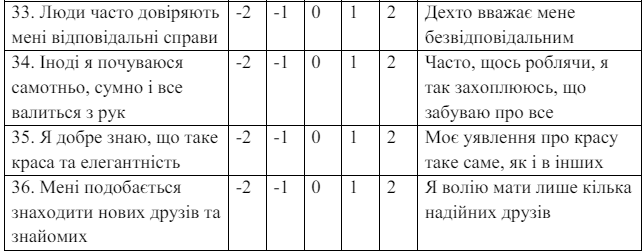 33. Люди часто довіряють -2 -1 0 1 2 Дехто вважає мене
мені відповідальні справи безвідповідальним
34. Іноді я почуваюся -2 -1 0 1 2 Часто, щось роблячи, я
самотньо, сумно і все так захоплююсь, що
валиться з рук забуваю про все
35. Я добре знаю, що таке -2 -1 0 1 2 Моє уявлення про красу
краса та елегантність таке саме, як і в інших
36. Мені подобається -2 -1 0 1 2 Я волію мати лише кілька
знаходити нових друзів та надійних друзів
знайомих